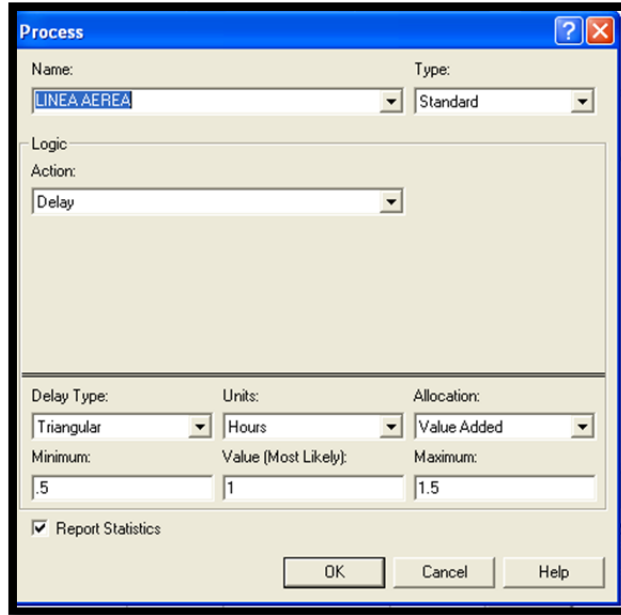 Process
Name: Type:
LINEA AEREA Standard
Logic
Action:
Delay
Delay Type: Units: Allocation:
Triangular Hours Value Added
Minimum: Value (Most Likely): Maximum:
.5 1 1.5
Report Statistics
OK Cancel Help